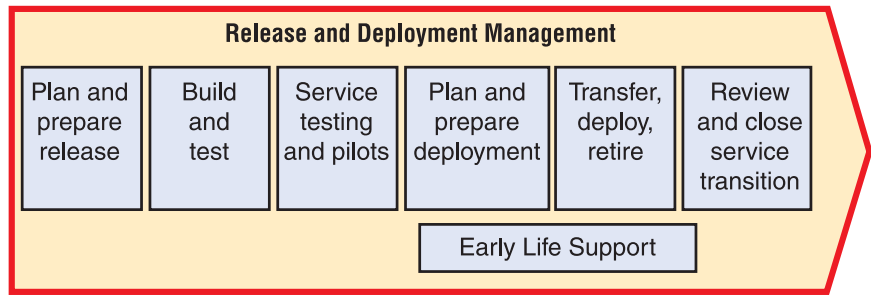 Release and Deployment Management
Plan and
prepare
release
Build
and
test
Service
testing
and pilots
Plan and
prepare
deployment
Transfer,
deploy,
retire
Review
and close
service
transition
Early Life Support